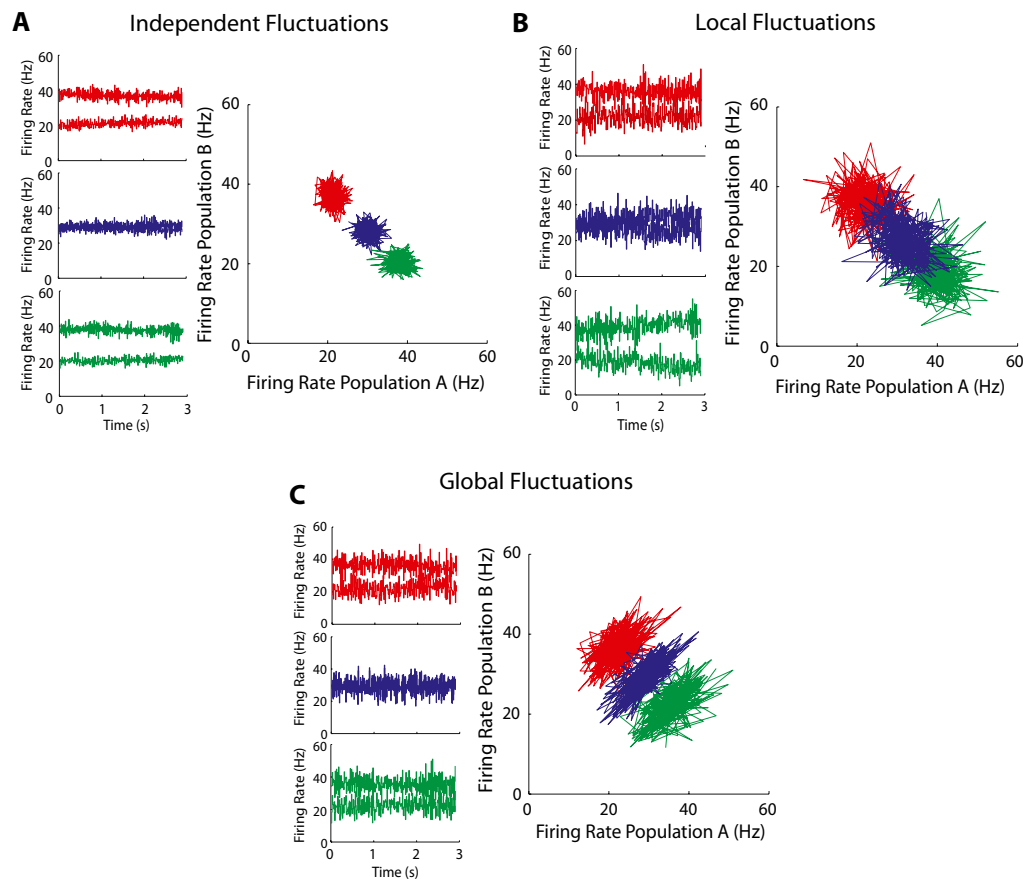 A
Independent Fluctuations
60
40
20
0
Firing Rate (Hz)
60
40
20
0
Firing Rate (Hz)
60
40
20
0
Firing Rate (Hz)
0 1 2 3
Time (s)
60
40
20
0
Firing Rate Population B (Hz)
0 20 40 60
Firing Rate Population A (Hz)
B
Local Fluctuations
60
40
20
0
Firing Rate (Hz)
60
40
20
0
Firing Rate (Hz)
60
40
20
0
Firing Rate (Hz)
0 1 2 3
Time (s)
60
40
20
0
Firing Rate Population B (Hz)
0 20 40 60
Firing Rate Population A (Hz)
C
Global Fluctuations
60
40
20
0
Firing Rate (Hz)
60
40
20
0
Firing Rate (Hz)
60
40
20
0
Firing Rate (Hz)
0 1 2 3
Time (s)
60
40
20
0
Firing Rate Population B (Hz)
0 20 40 60
Firing Rate Population A (Hz)